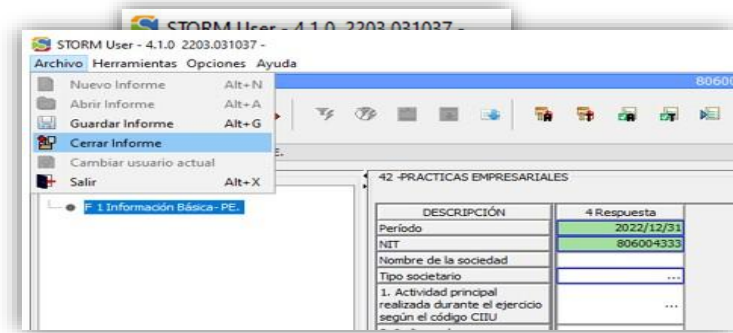 STORM User - 4.1.0 2203.031037 -
STORM User - 4.1.0 2203.031037 -
Archivo Herramientas Opciones Ayuda
Nuevo Informe Alt+N
Abrir Informe Alt+A
Guardar Informe Alt+G
Cerrar Informe
Cambiar usuario actual
Salir Alt+X
F 1 Información Básica- PE.
42 -PRACTICAS EMPRESARIALES
DESCRIPCIÓN 4 Respuesta
Período 2022/12/31
NIT 806004333
Nombre de la sociedad
Tipo societario ...
1. Actividad principal
realizada durante el ejercicio ...
según el código CIIU